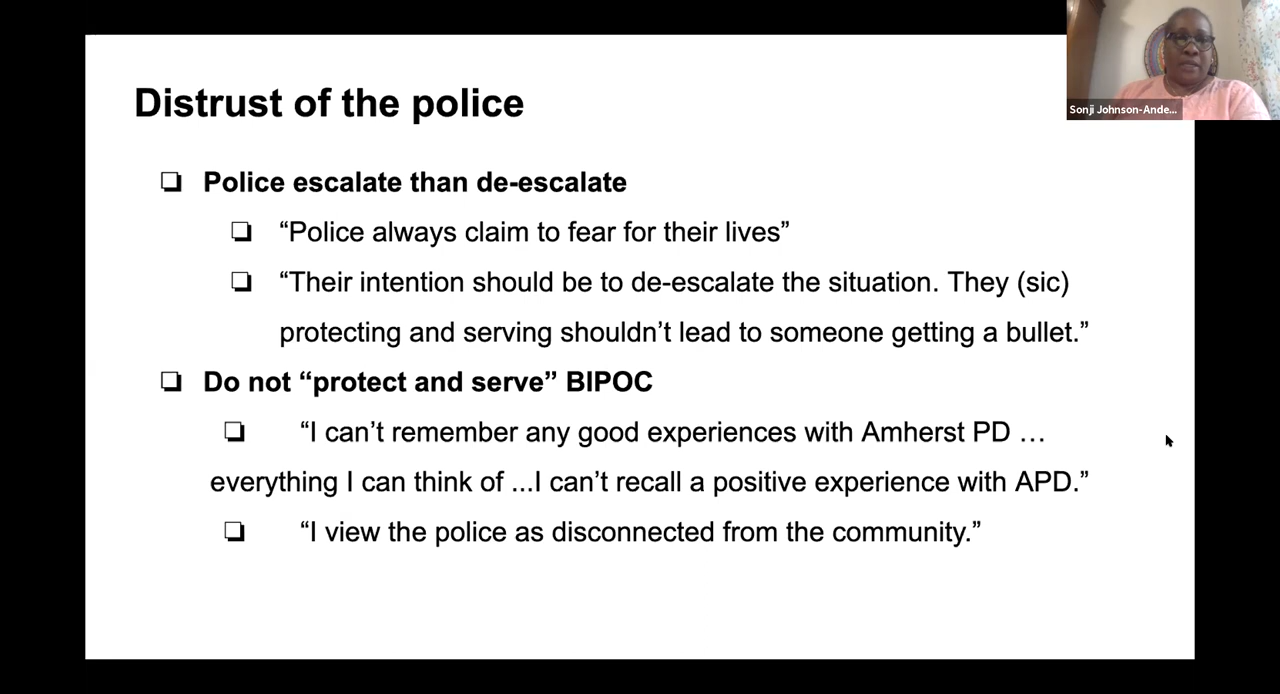 Sonji Johnson-Ande...
Distrust of the police
Police escalate than de-escalate
“Police always claim to fear for their lives”
“Their intention should be to de-escalate the situation. They (sic)
protecting and serving shouldn’t lead to someone getting a bullet.”
Do not “protect and serve” BIPOC
“I can’t remember any good experiences with Amherst PD …
everything I can think of ...I can’t recall a positive experience with APD.”
“I view the police as disconnected from the community.”